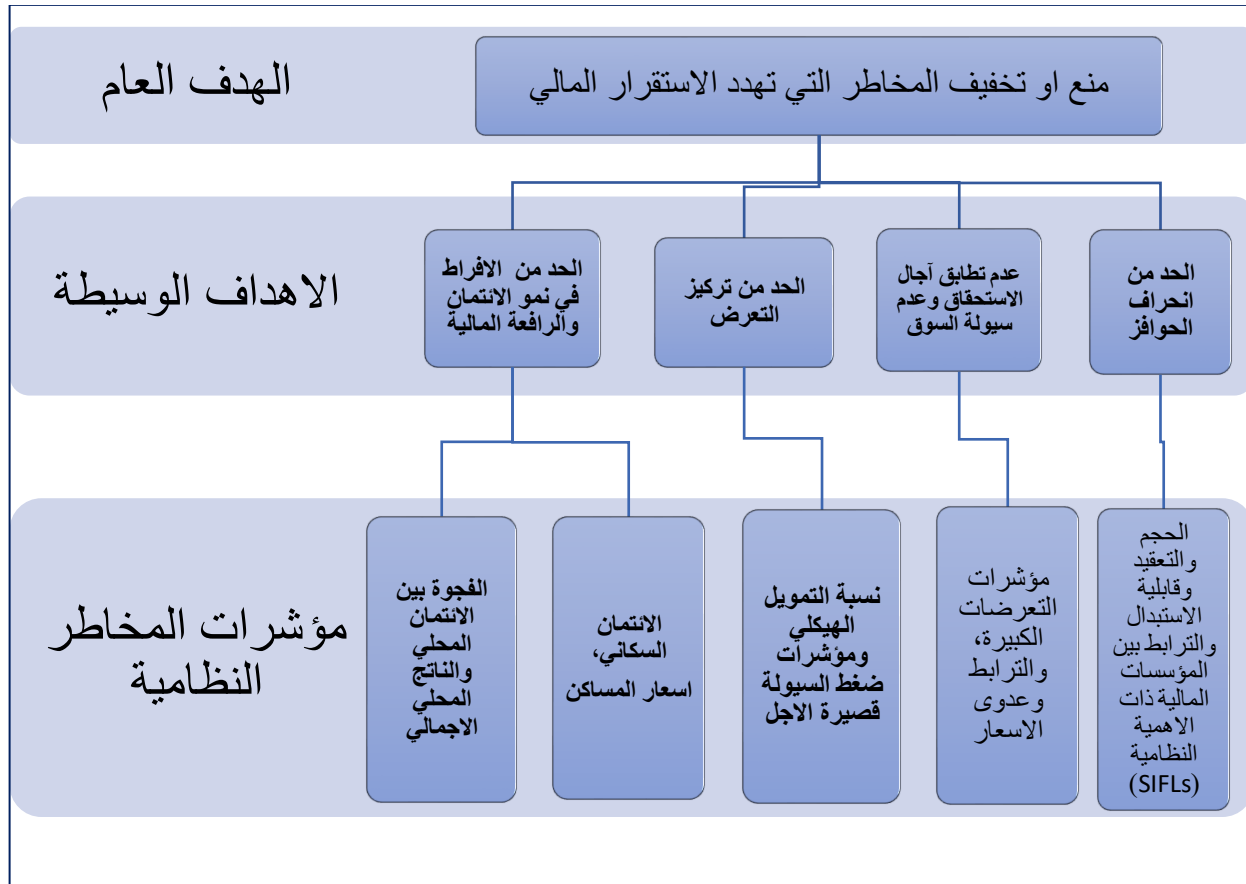 الهدف العام
منع او تخفيف المخاطر التي تهدد الاستقرار المالي
الاهداف الوسيطة
الحد من
انحراف
الحوافز
عدم تطابق آجال
الاستحقاق وعدم
سيولة السوق
الحد من تركيز
التعرض
الحد من الافراط
في نمو الائتمان
والرافعة المالية
مؤشرات المخاطر
النظامية
الحجم
والتعقيد
وقابلية
الاستبدال
والترابط بين
المؤسسات
المالية ذات
الاهمية
النظامية
(SIFLs)
مؤشرات
التعرضات
الكبيرة،
والترابط
وعدوى
الاسعار
نسبة التمويل
الهيكلي
ومؤشرات
ضغط السيولة
قصيرة الاجل
الائتمان
السكاني،
اسعار المساكن
الفجوة بين
الائتمان
المحلي
والناتج
المحلي
الاجمالي